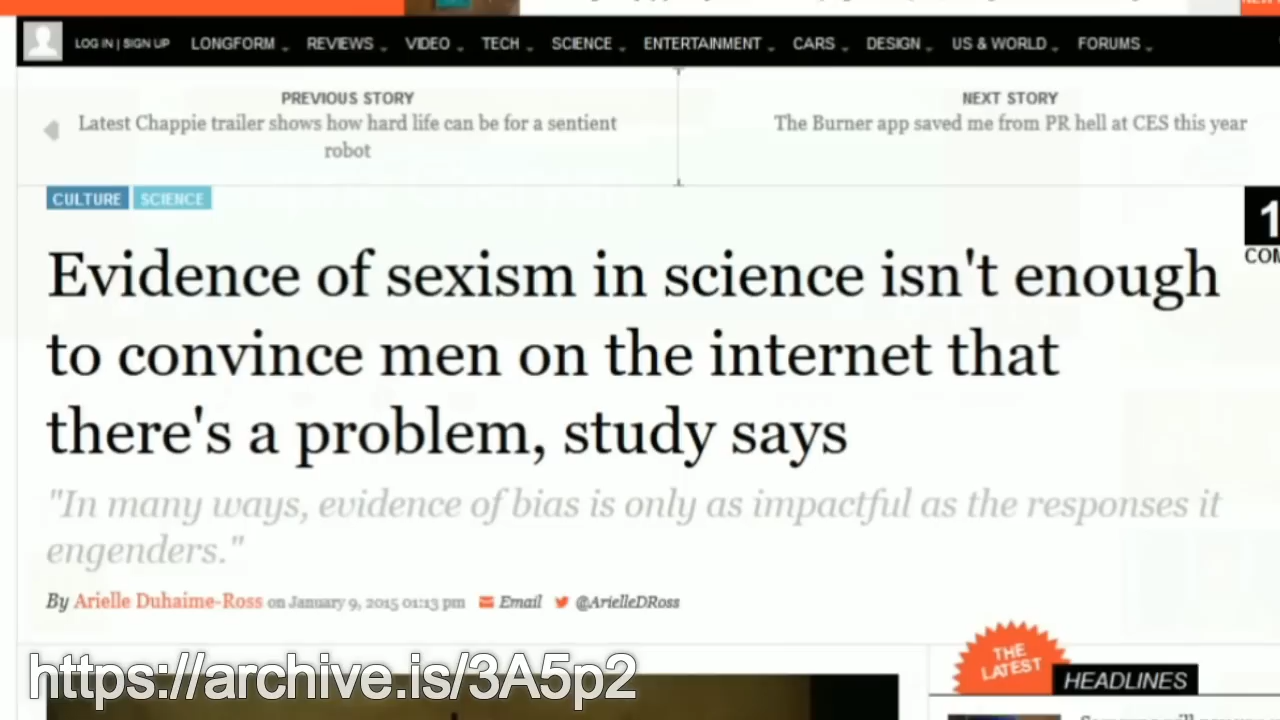 LOG IN | SIGN UP LONGFORM REVIEWS VIDEO TECH SCIENCE ENTERTAINMENT CARS DESIGN US & WORLD FORUMS
PREVIOUS STORY
Latest Chappie trailer shows how hard life can be for a sentient
robot
NEXT STORY
The Burner app saved me from PR hell at CES this year
CULTURE SCIENCE
Evidence of sexism in science isn't enough
to convince men on the internet that
there's a problem, study says
"In many ways, evidence of bias is only as impactful as the responses it
engenders."
By Arielle Duhaime-Ross on January 9, 2015 01:13 pm Email @ArielleDRoss
THE
LATEST
HEADLINES
https://archive.is/3A5p2